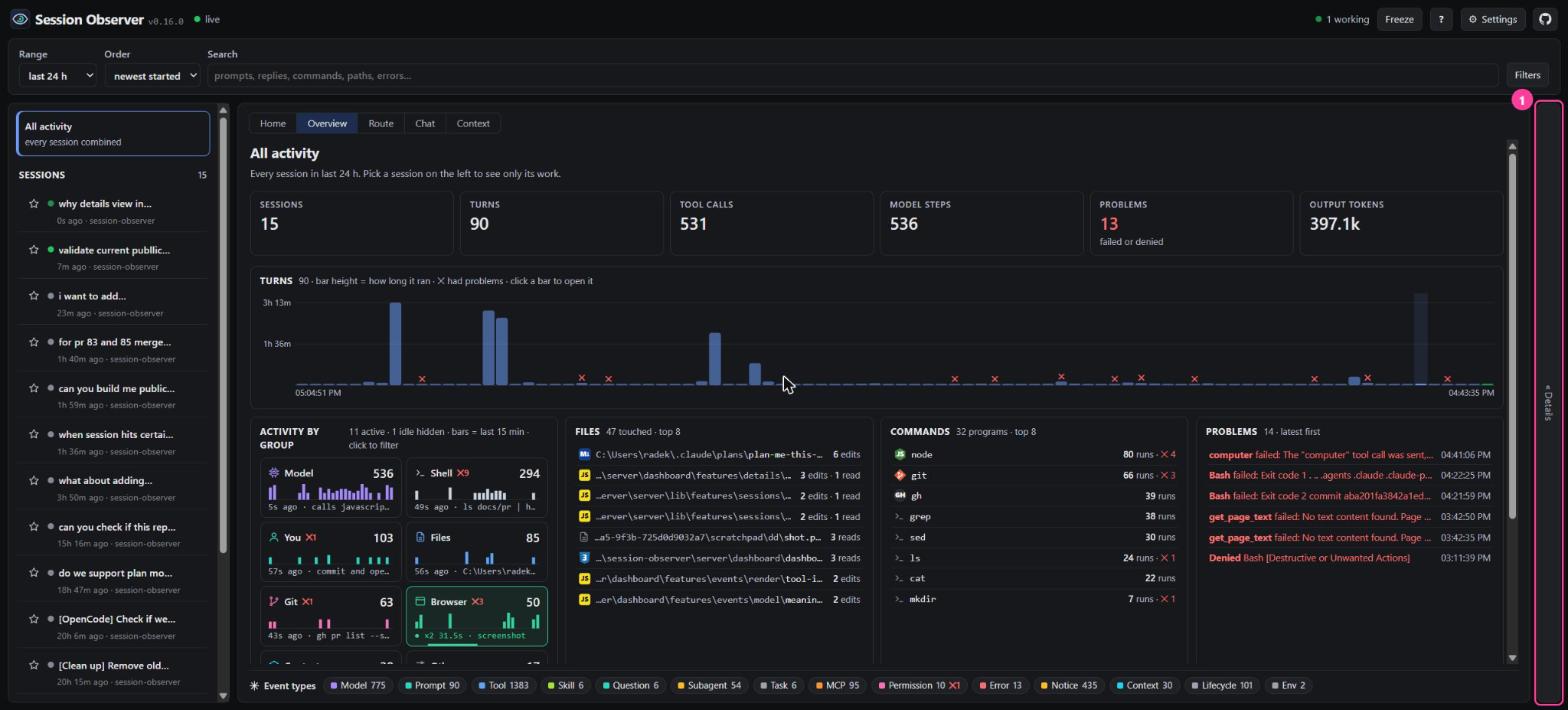 Session Observer v0.16.0 live
1 working Freeze ? Settings
Range Order Search
last 24 h newest started prompts, replies, commands, paths, errors... Filters
1
All activity
every session combined
SESSIONS 15
why details view in...
0s ago · session-observer
validate current publlic...
7m ago · session-observer
i want to add...
23m ago · session-observer
for pr 83 and 85 merge...
1h 40m ago · session-observer
can you build me public...
1h 59m ago · session-observer
when session hits certai...
1h 36m ago · session-observer
what about adding...
3h 50m ago · session-observer
can you check if this rep...
15h 16m ago · session-observer
do we support plan mo...
18h 47m ago · session-observer
[OpenCode] Check if we...
20h 6m ago · session-observer
[Clean up] Remove old...
20h 15m ago · session-observer
Home Overview Route Chat Context
All activity
Every session in last 24 h. Pick a session on the left to see only its work.
SESSIONS
15
TURNS
90
TOOL CALLS
531
MODEL STEPS
536
PROBLEMS
13
failed or denied
OUTPUT TOKENS
397.1k
TURNS 90 · bar height = how long it ran · ✕ had problems · click a bar to open it
3h 13m
1h 36m
05:04:51 PM 04:43:35 PM
ACTIVITY BY GROUP
11 active · 1 idle hidden · bars = last 15 min · click to filter
Model 536
5s ago · calls javascrip…
Shell ✕9 294
49s ago · ls docs/pr | h…
You ✕1 103
57s ago · commit and ope…
Files 85
56s ago · C:\Users\radek…
Git ✕1 63
43s ago · gh pr list --s…
Browser ✕3 50
x2 31.5s · screenshot
FILES 47 touched · top 8
C:\Users\radek\.claude\plans\plan-me-this-… 6 edits
…\server\dashboard\features\details\… 3 edits · 1 read
…erver\server\lib\features\sessions\… 2 edits · 1 read
…erver\server\lib\features\sessions\… 2 edits · 1 read
…a5-9f3b-725d0d9032a7\scratchpad\dd\shot.p… 3 reads
…\session-observer\server\dashboard\dashbo… 3 reads
…r\dashboard\features\events\render\tool-i… 2 edits
…er\dashboard\features\events\model\meanin… 2 edits
COMMANDS 32 programs · top 8
node 80 runs · ✕ 4
git 66 runs · ✕ 3
GH gh 39 runs
grep 38 runs
sed 30 runs
ls 24 runs · ✕ 1
cat 22 runs
mkdir 7 runs · ✕ 1
PROBLEMS 14 · latest first
computer failed: The "computer" tool call was sent,… 04:41:06 PM
Bash failed: Exit code 1 . . .agents .claude .claude-p… 04:22:25 PM
Bash failed: Exit code 2 commit aba201fa3842a1ed… 04:21:59 PM
get_page_text failed: No text content found. Page … 03:42:50 PM
get_page_text failed: No text content found. Page … 03:42:35 PM
Denied Bash [Destructive or Unwanted Actions] 03:11:39 PM
Event types Model 775 Prompt 90 Tool 1383 Skill 6 Question 6 Subagent 54 Task 6 MCP 95 Permission 10 ✕1 Error 13 Notice 435 Context 30 Lifecycle 101 Env 2
« Details